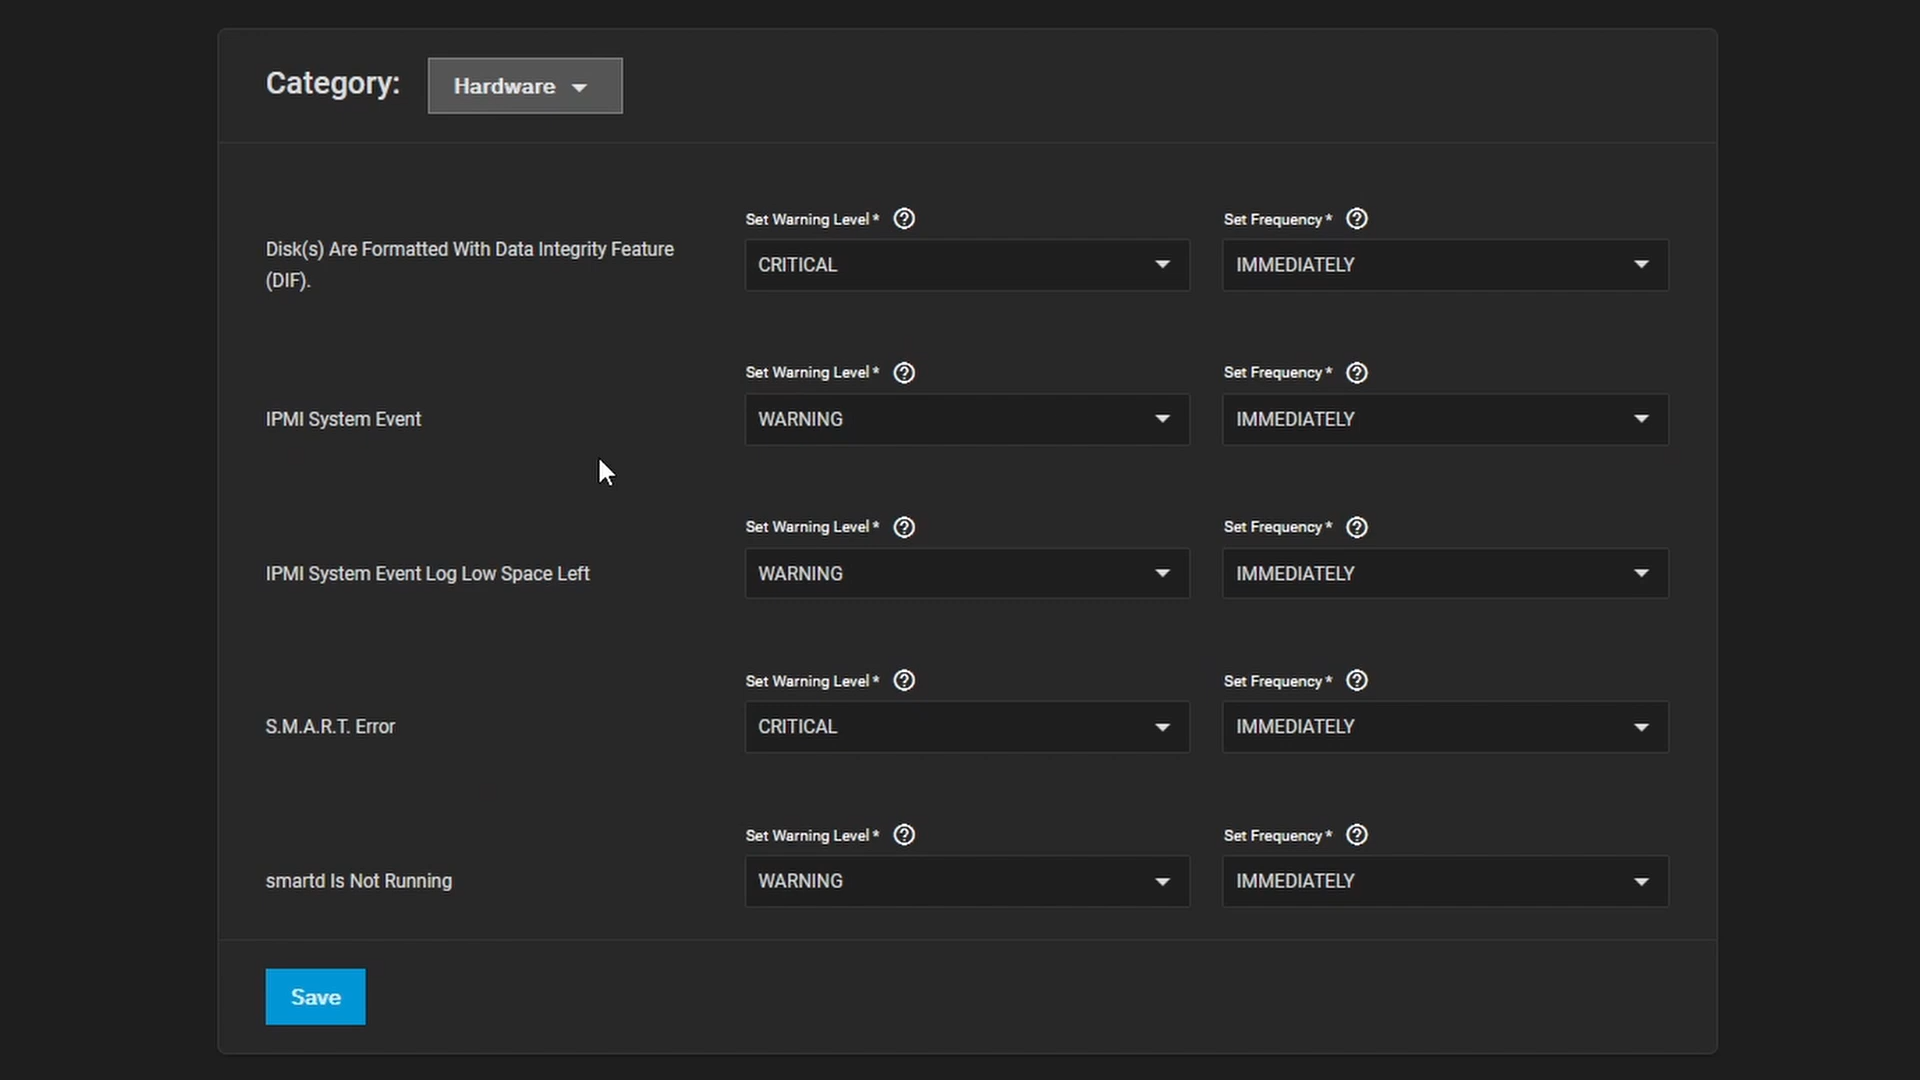 Category:
Hardware
Set Warning Level *
Set Frequency *
Disk(s) Are Formatted With Data Integrity Feature
(DIF).
CRITICAL
IMMEDIATELY
Set Warning Level *
Set Frequency *
IPMI System Event
WARNING
IMMEDIATELY
Set Warning Level *
Set Frequency *
IPMI System Event Log Low Space Left
WARNING
IMMEDIATELY
Set Warning Level *
Set Frequency *
S.M.A.R.T. Error
CRITICAL
IMMEDIATELY
Set Warning Level *
Set Frequency *
smartd Is Not Running
WARNING
IMMEDIATELY
Save